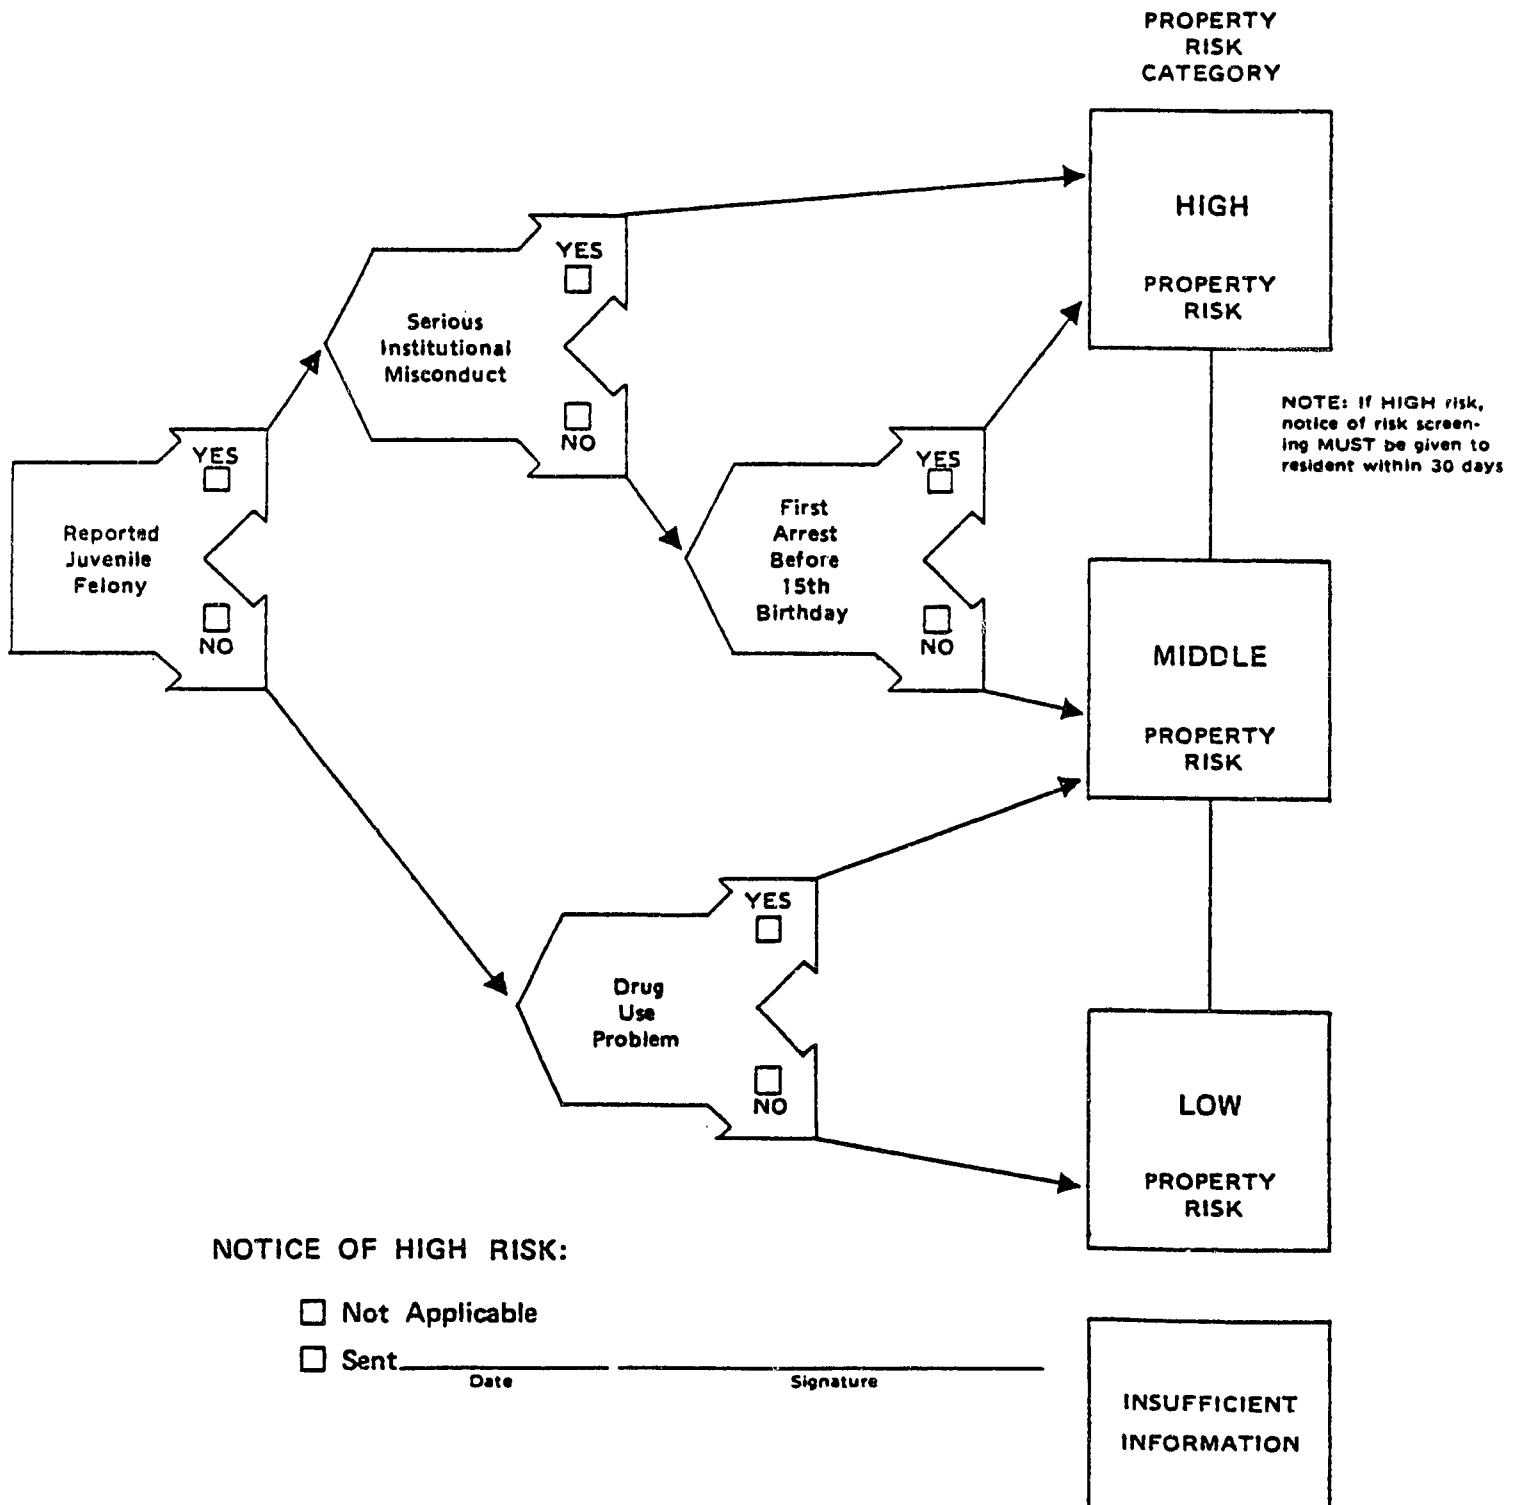 PROPERTY
RISK
CATEGORY
HIGH
PROPERTY
RISK
NOTE: If HIGH risk,
notice of risk screen-
ing MUST be given to
resident within 30 days
YES
Serious
Institutional
Misconduct
NO
YES
Reported
Juvenile
Felony
NO
YES
First
Arrest
Before
15th
Birthday
NO
MIDDLE
PROPERTY
RISK
YES
Drug
Use
Problem
NO
LOW
PROPERTY
RISK
NOTICE OF HIGH RISK:
Not Applicable
Sent
Date Signature
INSUFFICIENT
INFORMATION